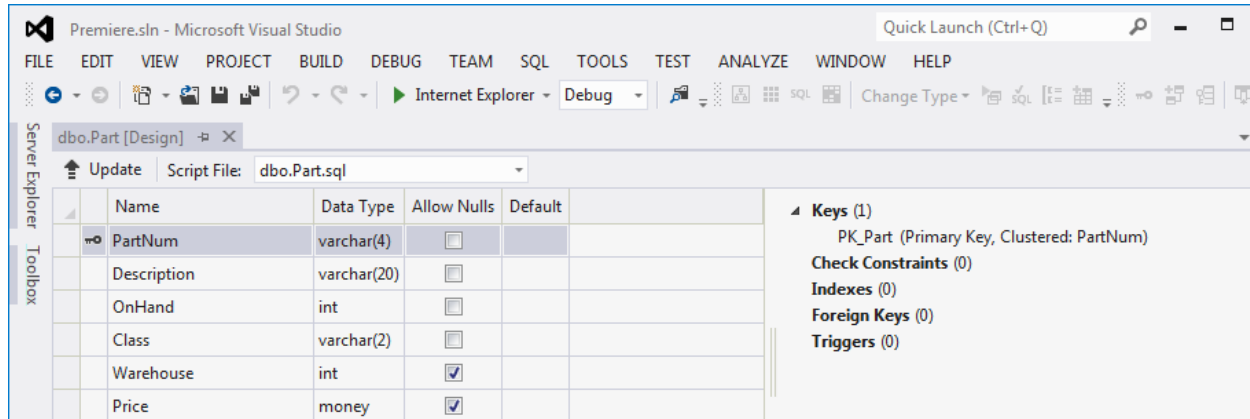 Premiere.sln - Microsoft Visual Studio Quick Launch (Ctrl+Q)
FILE EDIT VIEW PROJECT BUILD DEBUG TEAM SQL TOOLS TEST ANALYZE WINDOW HELP
Internet Explorer Debug SQL Change Type SQL
Server Explorer
Toolbox
dbo.Part [Design]
Update Script File: dbo.Part.sql
Name Data Type Allow Nulls Default
PartNum varchar(4)
Description varchar(20)
OnHand int
Class varchar(2)
Warehouse int
Price money
Keys (1)
PK_Part (Primary Key, Clustered: PartNum)
Check Constraints (0)
Indexes (0)
Foreign Keys (0)
Triggers (0)